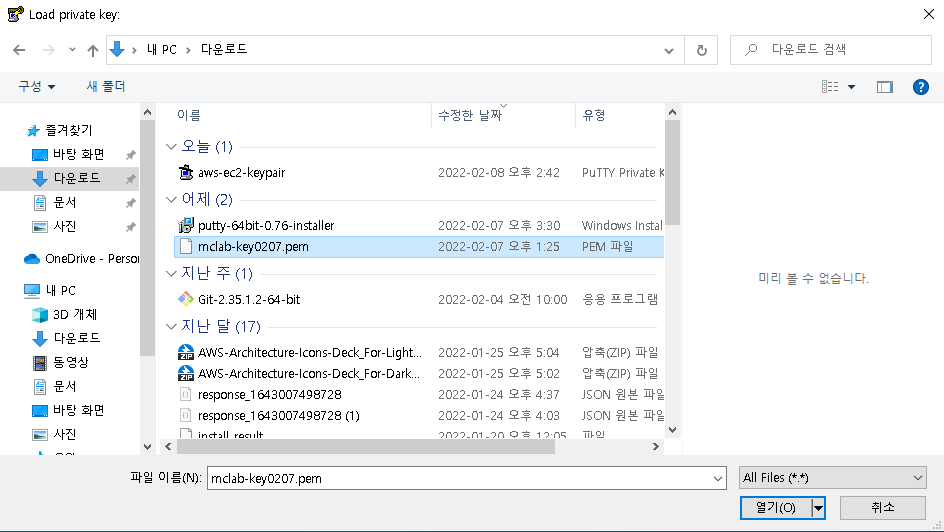 Load private key:
내 PC > 다운로드
다운로드 검색
구성
새 폴더
이름 수정한 날짜 유형
즐겨찾기
바탕 화면
다운로드
문서
사진
OneDrive - Person
내 PC
3D 개체
다운로드
동영상
문서
바탕 화면
사진
오늘 (1)
aws-ec2-keypair 2022-02-08 오후 2:42 PuTTY Private K
어제 (2)
putty-64bit-0.76-installer 2022-02-07 오후 3:30 Windows Instal
mclab-key0207.pem 2022-02-07 오후 1:25 PEM 파일
지난 주 (1)
Git-2.35.1.2-64-bit 2022-02-04 오전 10:00 응용 프로그램
지난 달 (17)
AWS-Architecture-Icons-Deck_For-Light... 2022-01-25 오후 5:04 압축(ZIP) 파일
AWS-Architecture-Icons-Deck_For-Dark... 2022-01-25 오후 5:02 압축(ZIP) 파일
response_1643007498728 2022-01-24 오후 4:37 JSON 원본 파일
response_1643007498728 (1) 2022-01-24 오후 4:03 JSON 원본 파일
install_result 2022-01-20 오후 12:05 파일
미리 볼 수 없습니다.
파일 이름(N): mclab-key0207.pem
All Files (*.*)
열기(O) 취소